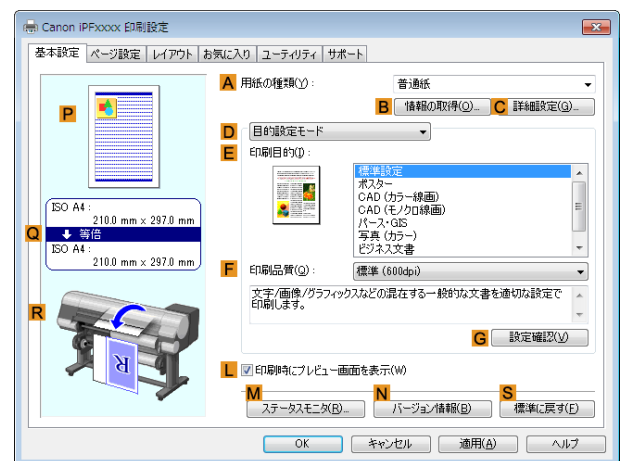 Canon iPFxxxx 印刷設定
基本設定 ページ設定 レイアウト お気に入り ユーティリティ サポート
A 用紙の種類(Y) : 普通紙
B 情報の取得(O)... C 詳細設定(G)...
P
D 目的設定モード
E 印刷目的(I) :
標準設定
ポスター
CAD (カラー線画)
CAD (モノクロ線画)
パース・GIS
写真 (カラー)
ビジネス文書
ISO A4 :
210.0 mm x 297.0 mm
Q 等倍
ISO A4 :
210.0 mm x 297.0 mm
F 印刷品質(Q) : 標準 (600dpi)
文字/画像/グラフィックスなどの混在する一般的な文書を適切な設定で
印刷します。
R
G 設定確認(V)
L 印刷時にプレビュー画面を表示(W)
M N S
ステータスモニタ(R)... バージョン情報(B) 標準に戻す(F)
OK キャンセル 適用(A) ヘルプ